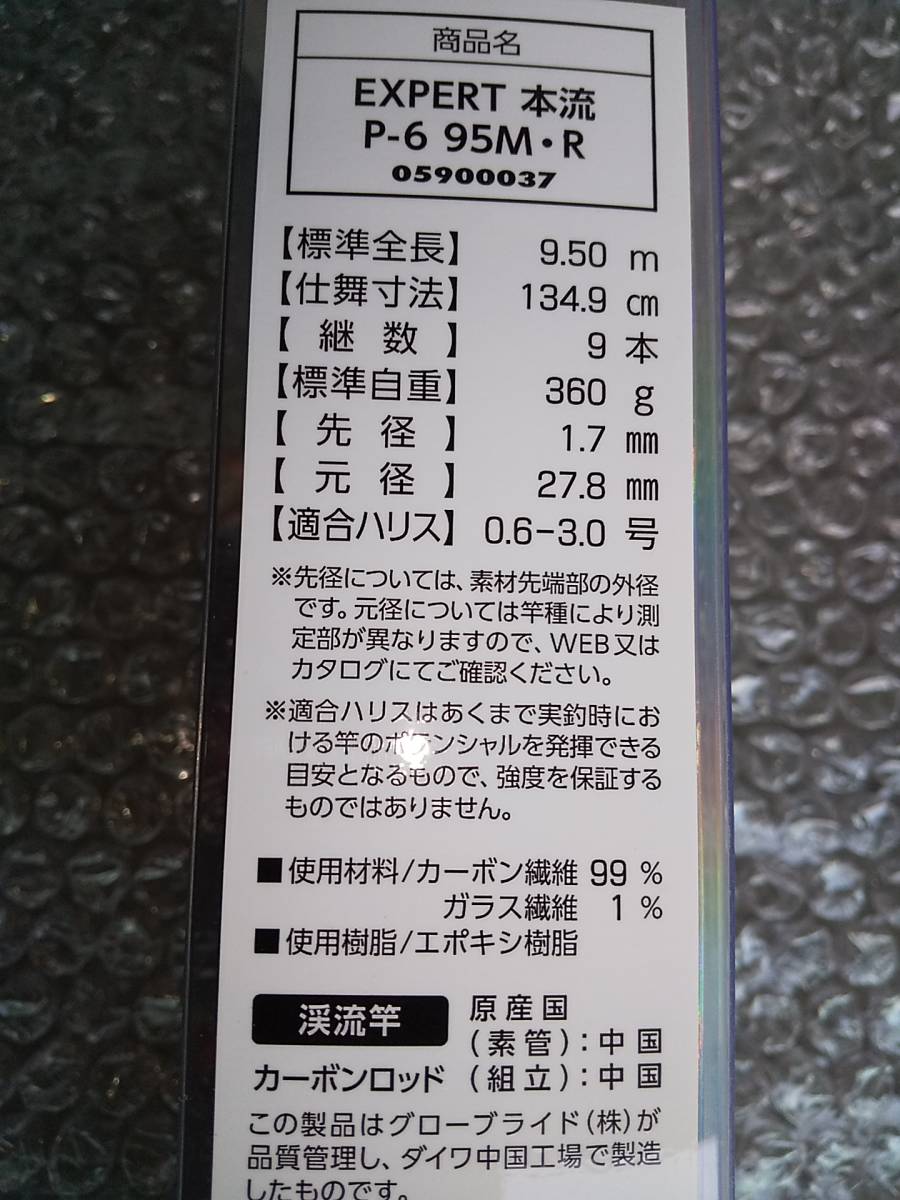 商品名
EXPERT 本流
P-6 95M・R
05900037
【標準全長】 9.50 m
【仕舞寸法】 134.9 cm
【継数】 9 本
【標準自重】 360 g
【先径】 1.7 mm
【元径】 27.8 mm
【適合ハリス】 0.6-3.0 号
※先径については、素材先端部の外径
です。元径については竿種により測
定部が異なりますので、WEB又は
カタログにてご確認ください。
※適合ハリスはあくまで実釣時にお
ける竿のポテンシャルを発揮できる
目安となるもので、強度を保証する
ものではありません。
■使用材料/カーボン繊維 99 %
ガラス繊維 1 %
■使用樹脂/エポキシ樹脂
渓流竿 原産国
(素管):中国
カーボンロッド (組立):中国
この製品はグローブライド(株)が
品質管理し、ダイワ中国工場で製造
したものです。